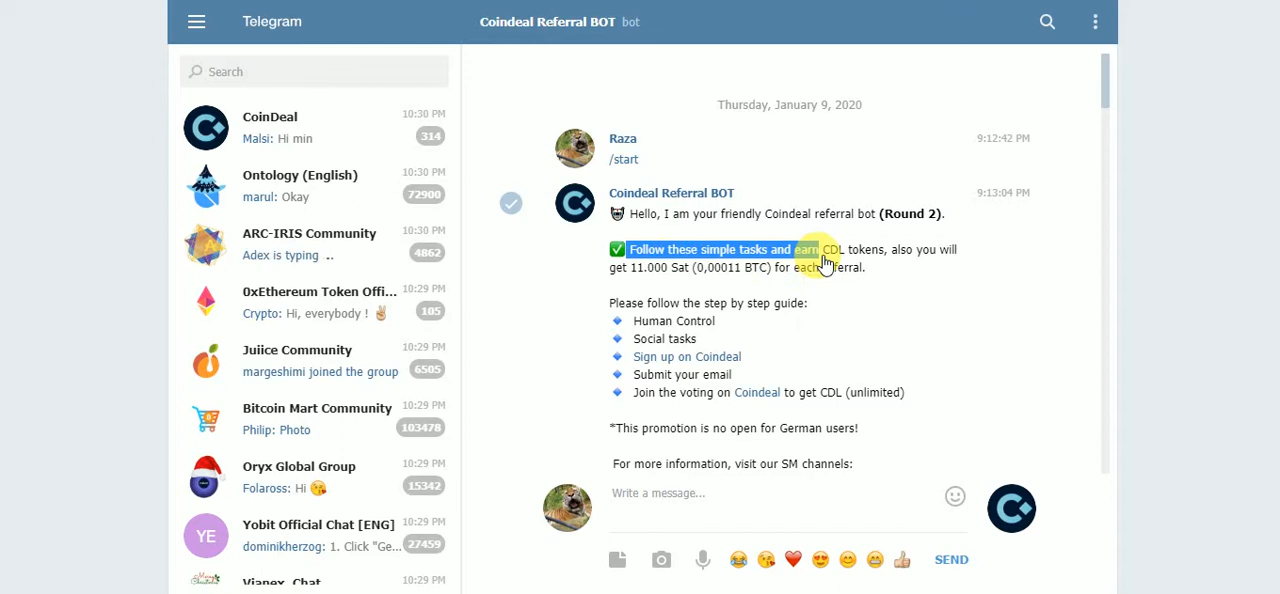 Telegram
Coindeal Referral BOT bot
Search
CoinDeal 10:30 PM
Malsi: Hi min 314
Ontology (English) 10:30 PM
marul: Okay 72900
ARC-IRIS Community 10:30 PM
Adex is typing .. 4862
0xEthereum Token Offi... 10:29 PM
Crypto: Hi, everybody ! ✌🏼 105
Juiice Community 10:29 PM
margeshimi joined the group 6505
Bitcoin Mart Community 10:29 PM
Philip: Photo 103478
Oryx Global Group 10:29 PM
Folaross: Hi 😘 15342
YE
Yobit Official Chat [ENG] 10:29 PM
dominikherzog: 1. Click "Ge... 27459
Vianex_Chat 10:29 PM
Thursday, January 9, 2020
Raza 9:12:42 PM
/start
Coindeal Referral BOT 9:13:04 PM
Hello, I am your friendly Coindeal referral bot (Round 2).
✅ Follow these simple tasks and earn CDL tokens, also you will
get 11.000 Sat (0,00011 BTC) for each referral.
Please follow the step by step guide:
🔹 Human Control
🔹 Social tasks
🔹 Sign up on Coindeal
🔹 Submit your email
🔹 Join the voting on Coindeal to get CDL (unlimited)
*This promotion is no open for German users!
For more information, visit our SM channels:
Write a message...
SEND